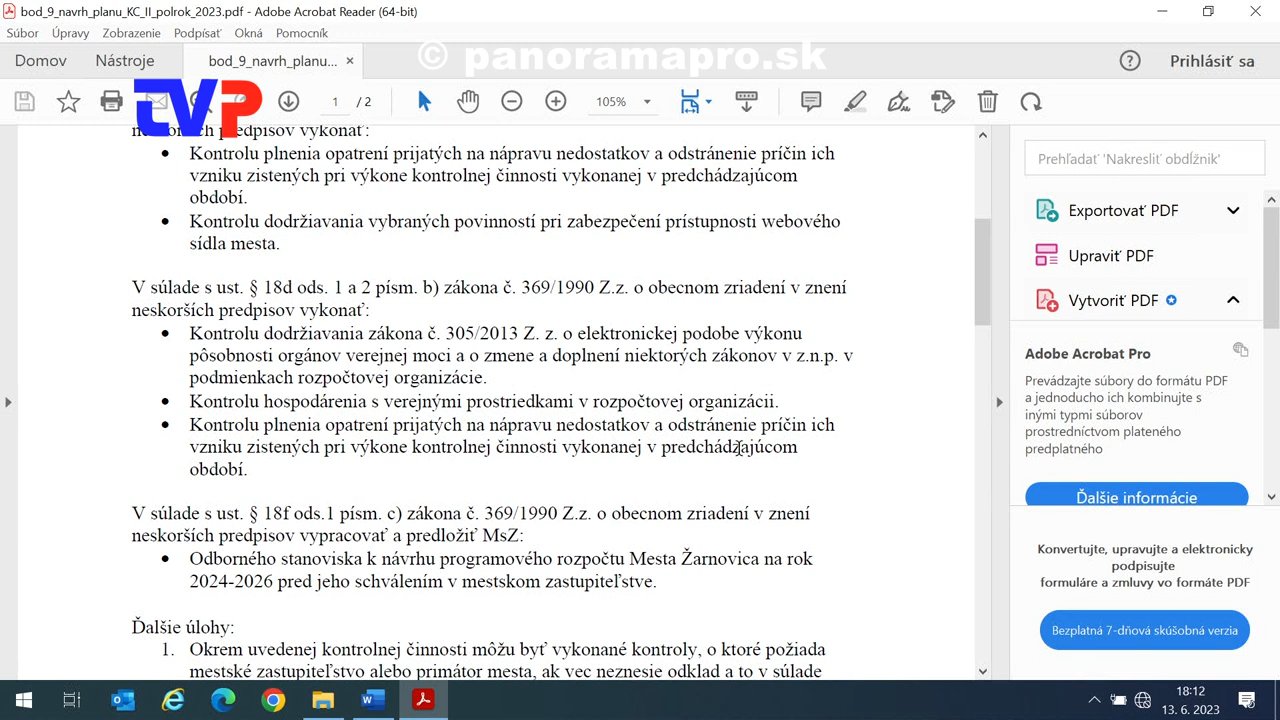 bod_9_navrh_planu_KC_II_polrok_2023.pdf - Adobe Acrobat Reader (64-bit)
Súbor Úpravy Zobrazenie Podpísať Okná Pomocník
© panoramapro.sk
Domov Nástroje bod_9_navrh_planu... × Prihlásiť sa
TVP
1 / 2 105%
neskorších predpisov vykonať:
• Kontrolu plnenia opatrení prijatých na nápravu nedostatkov a odstránenie príčin ich
vzniku zistených pri výkone kontrolnej činnosti vykonanej v predchádzajúcom
období.
• Kontrolu dodržiavania vybraných povinností pri zabezpečení prístupnosti webového
sídla mesta.
V súlade s ust. § 18d ods. 1 a 2 písm. b) zákona č. 369/1990 Z.z. o obecnom zriadení v znení
neskorších predpisov vykonať:
• Kontrolu dodržiavania zákona č. 305/2013 Z. z. o elektronickej podobe výkonu
pôsobnosti orgánov verejnej moci a o zmene a doplnení niektorých zákonov v z.n.p. v
podmienkach rozpočtovej organizácie.
• Kontrolu hospodárenia s verejnými prostriedkami v rozpočtovej organizácii.
• Kontrolu plnenia opatrení prijatých na nápravu nedostatkov a odstránenie príčin ich
vzniku zistených pri výkone kontrolnej činnosti vykonanej v predchádzajúcom
období.
V súlade s ust. § 18f ods.1 písm. c) zákona č. 369/1990 Z.z. o obecnom zriadení v znení
neskorších predpisov vypracovať a predložiť MsZ:
• Odborného stanoviska k návrhu programového rozpočtu Mesta Žarnovica na rok
2024-2026 pred jeho schválením v mestskom zastupiteľstve.
Ďalšie úlohy:
1. Okrem uvedenej kontrolnej činnosti môžu byť vykonané kontroly, o ktoré požiada
mestské zastupiteľstvo alebo primátor mesta, ak vec neznesie odklad a to v súlade
Prehľadať 'Nakresliť obdĺžnik'
Exportovať PDF
Upraviť PDF
Vytvoriť PDF
Adobe Acrobat Pro
Prevádzajte súbory do formátu PDF
a jednoducho ich kombinujte s
inými typmi súborov
prostredníctvom plateného
predplatného
Ďalšie informácie
Konvertujte, upravujte a elektronicky
podpisujte
formuláre a zmluvy vo formáte PDF
Bezplatná 7-dňová skúšobná verzia
18:12
13. 6. 2023